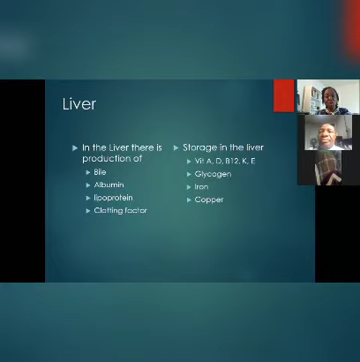 Liver
In the Liver there is
production of
Bile
Albumin
lipoprotein
Clotting factor
Storage in the liver
Vit A, D, B12, K, E
Glycogen
Iron
Copper